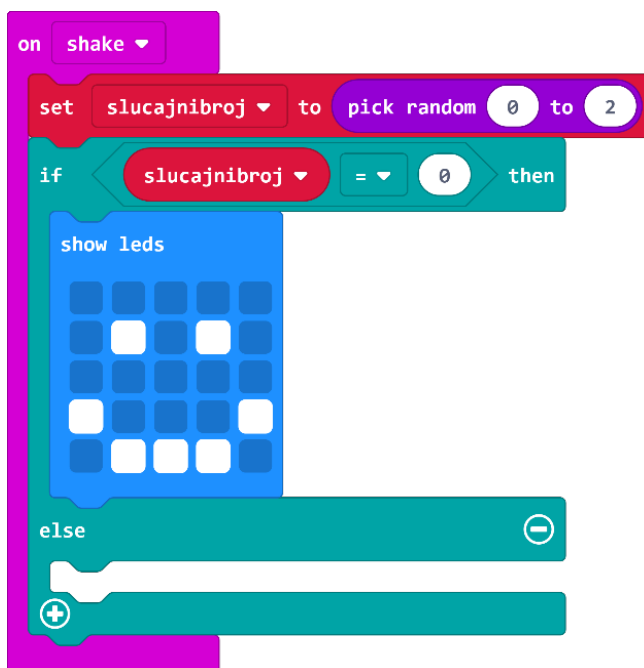 on shake
set slucajnibroj to pick random 0 to 2
if slucajnibroj = 0 then
show leds
else